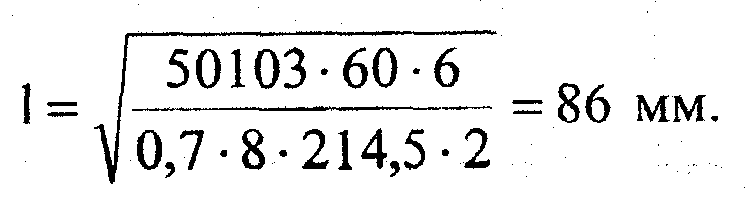 l = √(50103·60·6 / 0,7·8·214,5·2) = 86 мм.